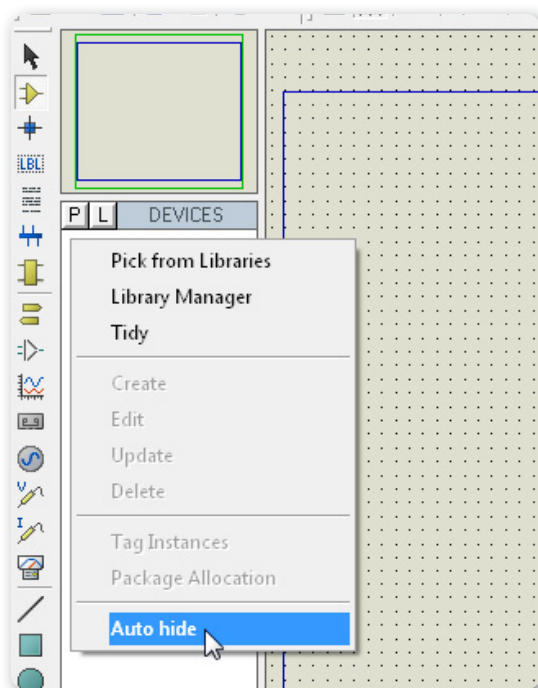 LBL
P L DEVICES
Pick from Libraries
Library Manager
Tidy
Create
Edit
Update
Delete
Tag Instances
Package Allocation
V
I
Auto hide